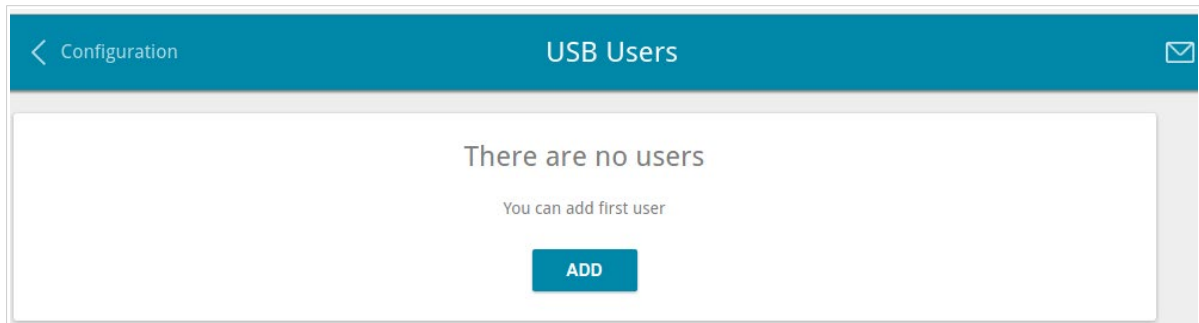 Configuration
USB Users
There are no users
You can add first user
ADD